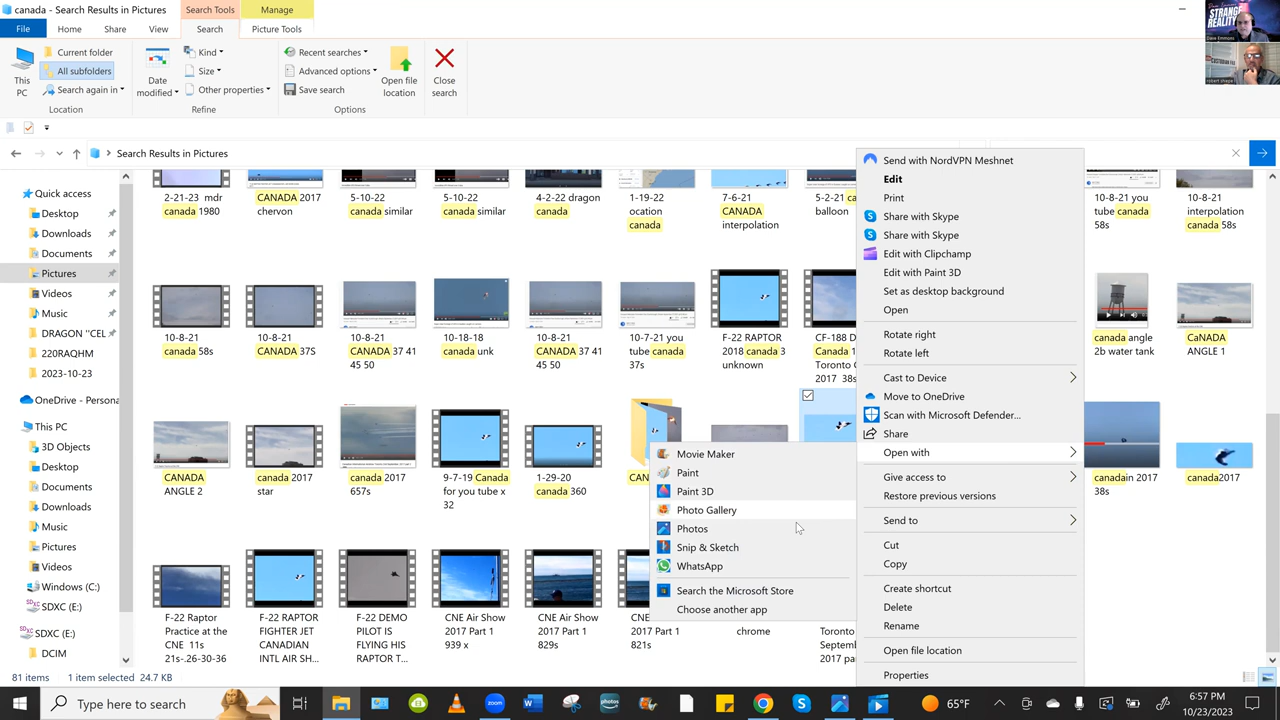 canada - Search Results in Pictures
Search Tools
Manage
File
Home
Share
View
Search
Picture Tools
This PC
Current folder
All subfolders
Search again in
Location
Date modified
Kind
Size
Other properties
Refine
Recent searches
Advanced options
Save search
Open file location
Options
Close search
Search Results in Pictures
STRANGE
REALITY
Dave Emmons
Quick access
Desktop
Downloads
Documents
Pictures
Videos
Music
DRAGON "CEL
220RAQHM
2023-10-23
OneDrive - Persona
This PC
3D Objects
Desktop
Documents
Downloads
Music
Pictures
Videos
Windows (C:)
SDXC (E:)
SDXC (E:)
DCIM
2-21-23 mdr
canada 1980
CANADA 2017
chervon
5-10-22
canada similar
5-10-22
canada similar
4-2-22 dragon
canada
1-19-22
ocation
canada
7-6-21
CANADA
interpolation
5-2-21 ca
balloon
10-8-21 you
tube canada
58s
10-8-21
interpolation
canada 58s
10-8-21
canada 58s
10-8-21
CANADA 37S
10-8-21
CANADA 37 41
45 50
10-18-18
canada unk
10-8-21
CANADA 37 41
45 50
10-7-21 you
tube canada
37s
F-22 RAPTOR
2018 canada 3
unknown
CF-188 D
Canada 1
Toronto C
2017 38s
canada angle
2b water tank
CaNADA
ANGLE 1
CANADA
ANGLE 2
canada 2017
star
canada 2017
657s
9-7-19 Canada
for you tube x
32
1-29-20
canada 360
CAN
canadain 2017
38s
canada2017
F-22 Raptor
Practice at the
CNE 11s
21s-.26-30-36
F-22 RAPTOR
FIGHTER JET
CANADIAN
INTL AIR SH...
F-22 DEMO
PILOT IS
FLYING HIS
RAPTOR T...
CNE Air Show
2017 Part 1
939 x
CNE Air Show
2017 Part 1
829s
CNE
2017 Part 1
821s
chrome
Toronto
Septemb
2017 par
Movie Maker
Paint
Paint 3D
Photo Gallery
Photos
Snip & Sketch
WhatsApp
Search the Microsoft Store
Choose another app
Send with NordVPN Meshnet
Edit
Print
Share with Skype
Share with Skype
Edit with Clipchamp
Edit with Paint 3D
Set as desktop background
Open
Rotate right
Rotate left
Cast to Device
Move to OneDrive
Scan with Microsoft Defender...
Share
Open with
Give access to
Restore previous versions
Send to
Cut
Copy
Create shortcut
Delete
Rename
Open file location
Properties
81 items
1 item selected 24.7 KB
Type here to search
zoom
photos
65°F
6:57 PM
10/23/2023